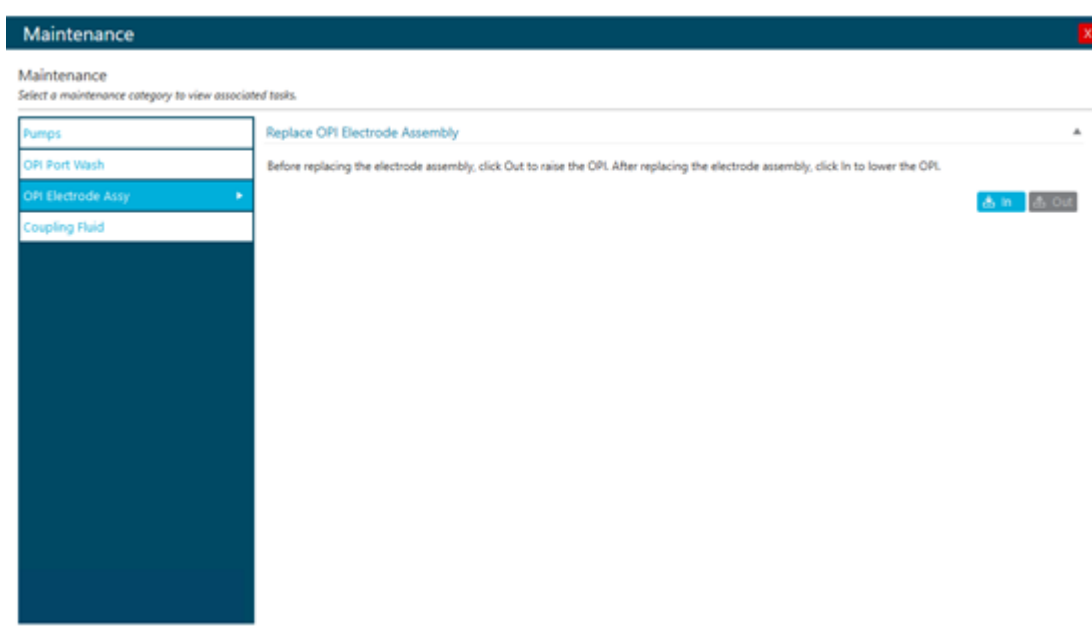 Maintenance
X
Maintenance
Select a maintenance category to view associated tasks.
Pumps
OPI Port Wash
OPI Electrode Assy
Coupling Fluid
Replace OPI Electrode Assembly
Before replacing the electrode assembly, click Out to raise the OPI. After replacing the electrode assembly, click In to lower the OPI.
In Out